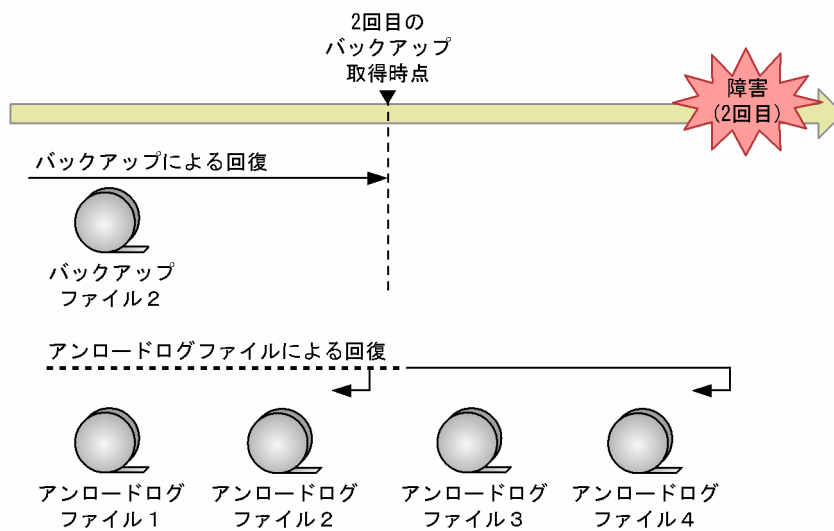 2回目の
バックアップ
取得時点
障害
(2回目)
バックアップによる回復
バックアップ
ファイル２
アンロードログファイルによる回復
アンロードログ
ファイル１
アンロードログ
ファイル２
アンロードログ
ファイル３
アンロードログ
ファイル４